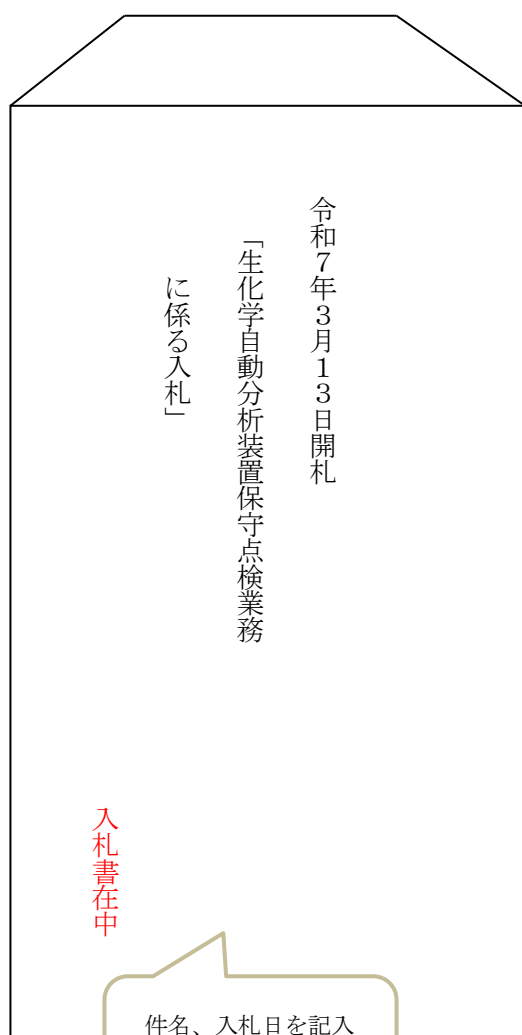 令和７年３月１３日開札
「生化学自動分析装置保守点検業務
に係る入札」
入札書在中
件名、入札日を記入